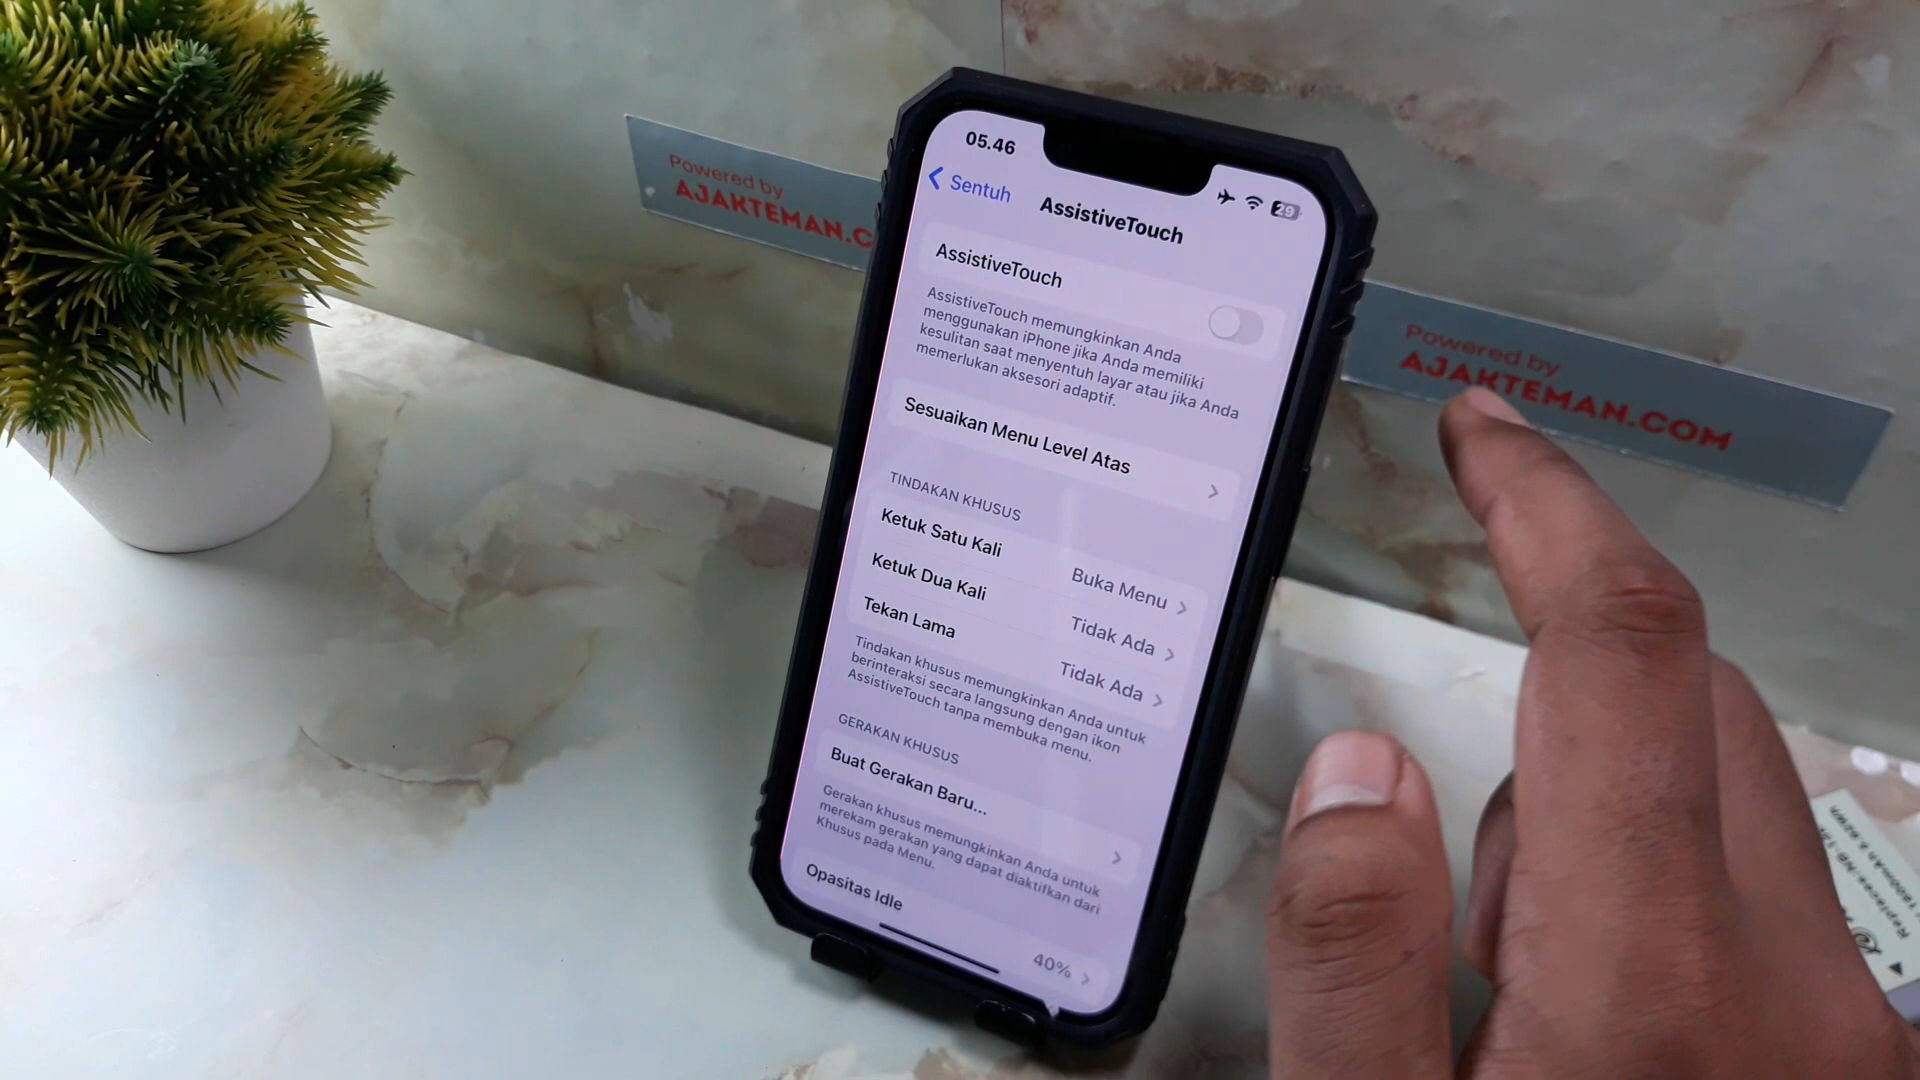 Powered by
AJAKTEMAN.C
05.46
29
Sentuh
AssistiveTouch
AssistiveTouch
AssistiveTouch memungkinkan Anda
menggunakan iPhone jika Anda memiliki
kesulitan saat menyentuh layar atau jika Anda
memerlukan aksesori adaptif.
Sesuaikan Menu Level Atas
TINDAKAN KHUSUS
Ketuk Satu Kali
Buka Menu
Ketuk Dua Kali
Tidak Ada
Tekan Lama
Tidak Ada
Tindakan khusus memungkinkan Anda untuk
berinteraksi secara langsung dengan ikon
AssistiveTouch tanpa membuka menu.
GERAKAN KHUSUS
Buat Gerakan Baru...
Gerakan khusus memungkinkan Anda untuk
merekam gerakan yang dapat diaktifkan dari
Khusus pada Menu.
Opasitas Idle
40%
Powered by
AJAKTEMAN.COM